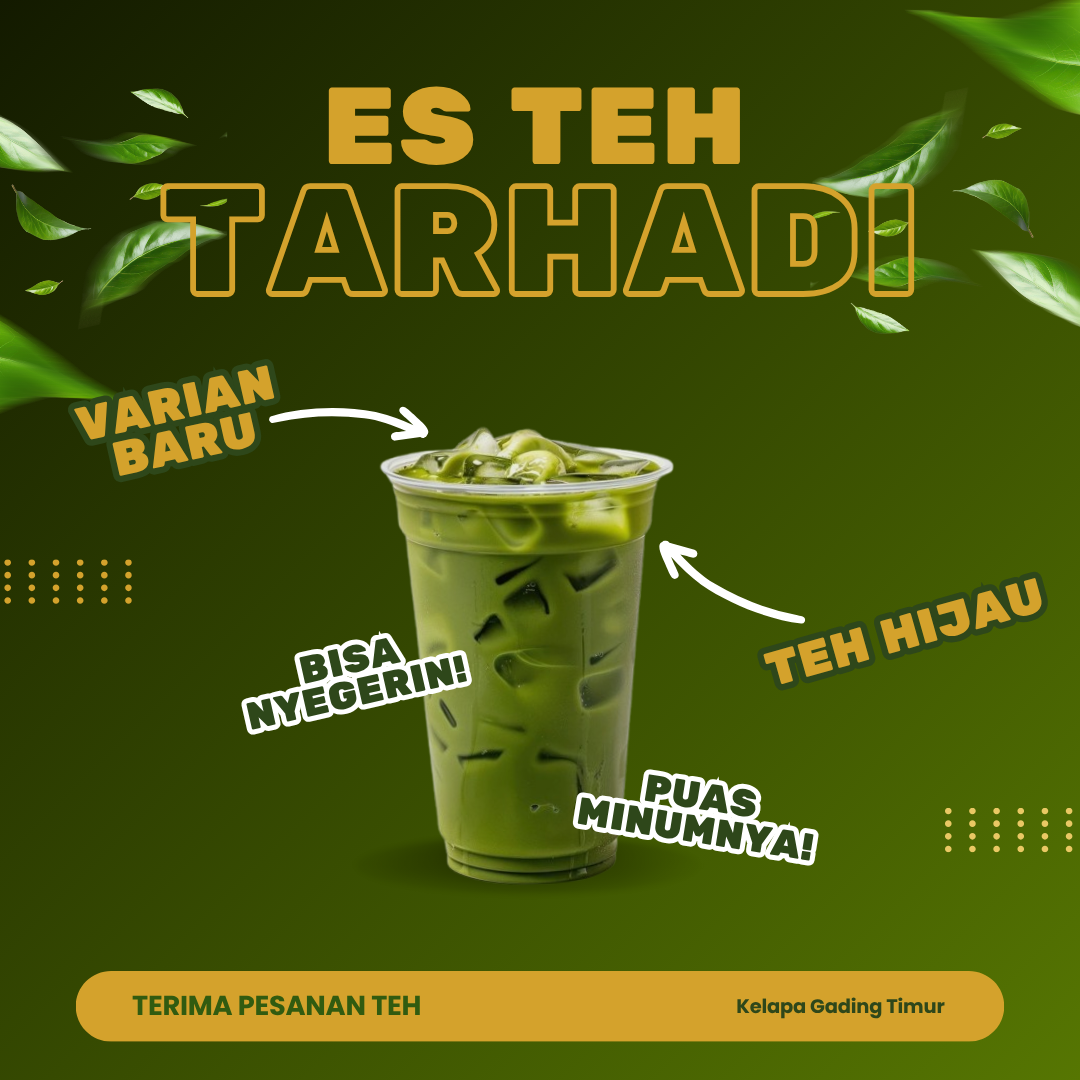 ES TEH
TARHADI
VARIAN
BARU
TEH HIJAU
BISA
NYEGERIN!
PUAS
MINUMNYA!
TERIMA PESANAN TEH
Kelapa Gading Timur